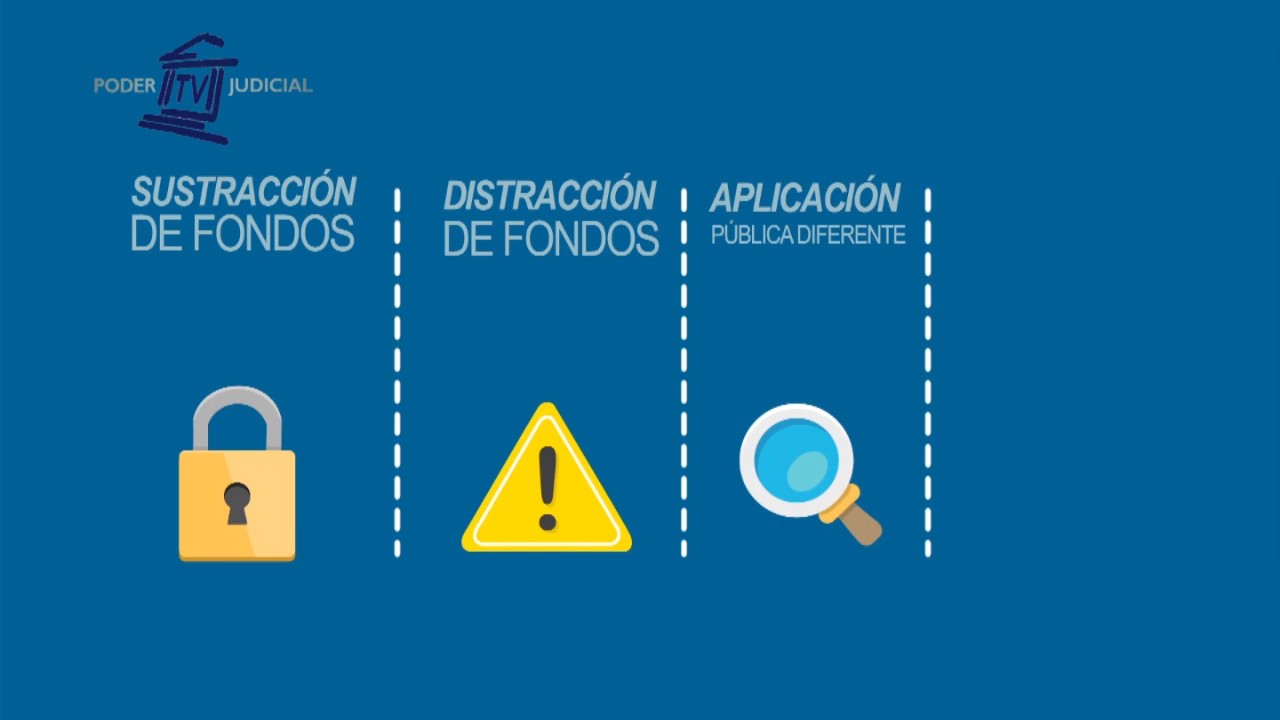 PODER TV JUDICIAL
SUSTRACCIÓN
DE FONDOS
DISTRACCIÓN
DE FONDOS
APLICACIÓN
PÚBLICA DIFERENTE